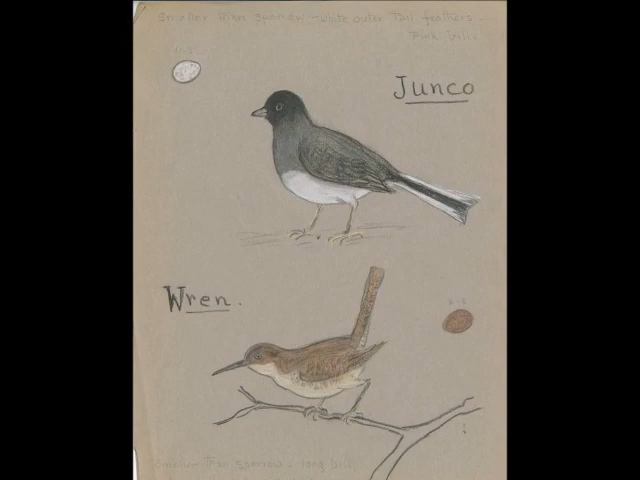 Smaller than sparrow - white outer Tail feathers -
Pink bill
Junco
Wren.
Smaller than sparrow - long bill